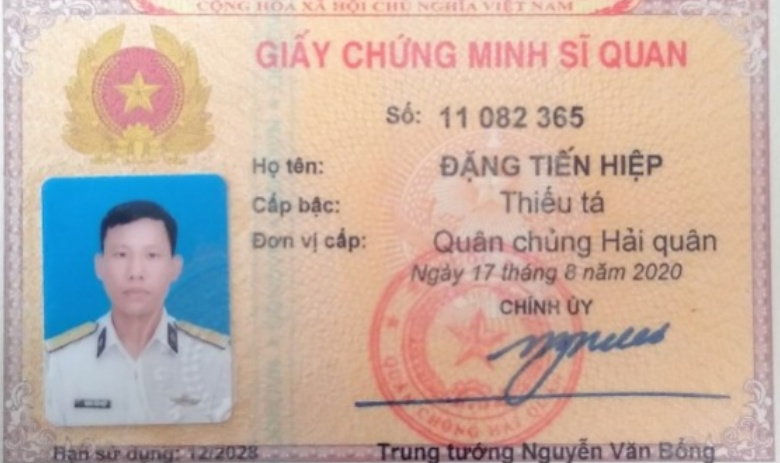 CỘNG HÒA XÃ HỘI CHỦ NGHĨA VIỆT NAM
GIẤY CHỨNG MINH SĨ QUAN
Số: 11 082 365
Họ tên: ĐẶNG TIẾN HIỆP
Cấp bậc: Thiếu tá
Đơn vị cấp: Quân chủng Hải quân
Ngày 17 tháng 8 năm 2020
CHÍNH ỦY
QUÂN CHỦNG HẢI QUÂN
Hạn sử dụng: 12/2028 Trung tướng Nguyễn Văn Bổng